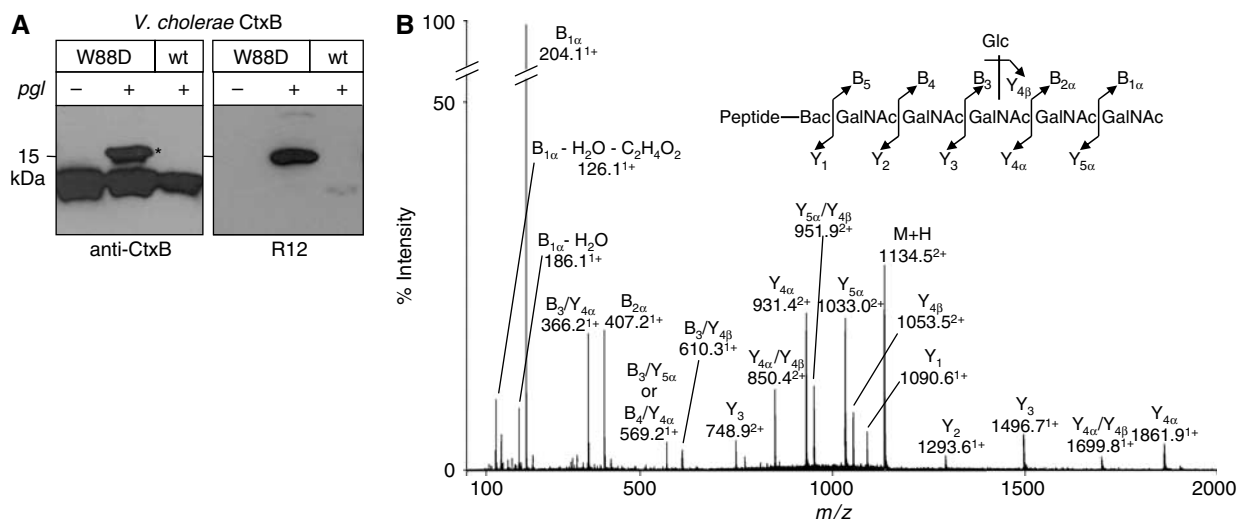 A
V. cholerae CtxB
W88D wt W88D wt
pgl − + + − + +
*
15
kDa
anti-CtxB R12
B
100
50
0
% Intensity
B1α
204.1¹⁺
B1α - H2O - C2H4O2
126.1¹⁺
B1α- H2O
186.1¹⁺
B3/Y4α
366.2¹⁺
B2α
407.2¹⁺
B3/Y5α
or
B4/Y4α
569.2¹⁺
B3/Y4β
610.3¹⁺
Y3
748.9²⁺
Y4α/Y4β
850.4²⁺
Y4α
931.4²⁺
Y5α/Y4β
951.9²⁺
Y5α
1033.0²⁺
M+H
1134.5²⁺
Y4β
1053.5²⁺
Y1
1090.6¹⁺
Y2
1293.6¹⁺
Y3
1496.7¹⁺
Y4α/Y4β
1699.8¹⁺
Y4α
1861.9¹⁺
Glc
B5 B4 B3 Y4β B2α B1α
Peptide—Bac GalNAc GalNAc GalNAc GalNAc GalNAc
Y1 Y2 Y3 Y4α Y5α
100 500 1000 1500 2000
m/z